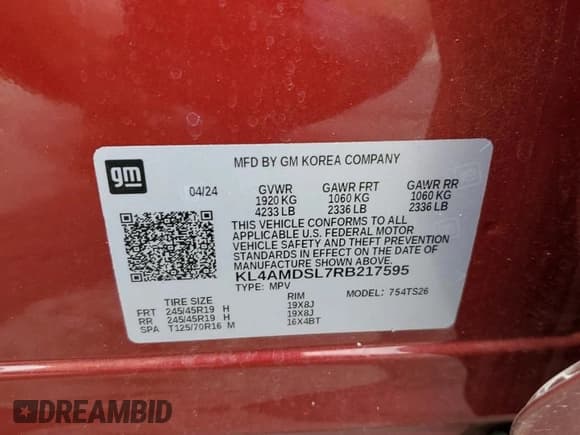 gm
MFD BY GM KOREA COMPANY
04/24
GVWR GAWR FRT GAWR RR
1920 KG 1060 KG 1060 KG
4233 LB 2336 LB 2336 LB
THIS VEHICLE CONFORMS TO ALL
APPLICABLE U.S. FEDERAL MOTOR
VEHICLE SAFETY AND THEFT PREVENTION
STANDARDS IN EFFECT ON THE DATE OF
MANUFACTURE SHOWN ABOVE.
KL4AMDSL7RB217595
TYPE: MPV MODEL: 754TS26
TIRE SIZE RIM
FRT 245/45R19 H 19X8J
RR 245/45R19 H 19X8J
SPA T125/70R16 M 16X4BT
DREAMBID